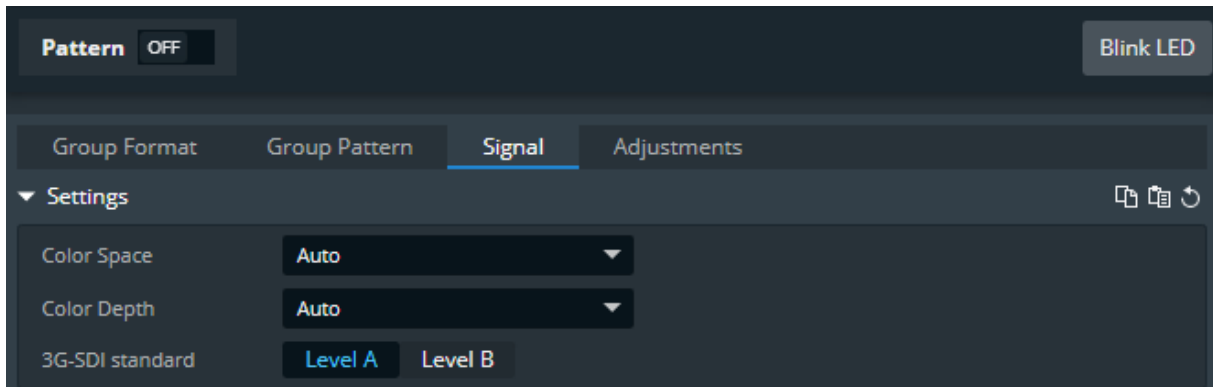 Pattern OFF
Blink LED
Group Format Group Pattern Signal Adjustments
Settings
Color Space Auto
Color Depth Auto
3G-SDI standard Level A Level B